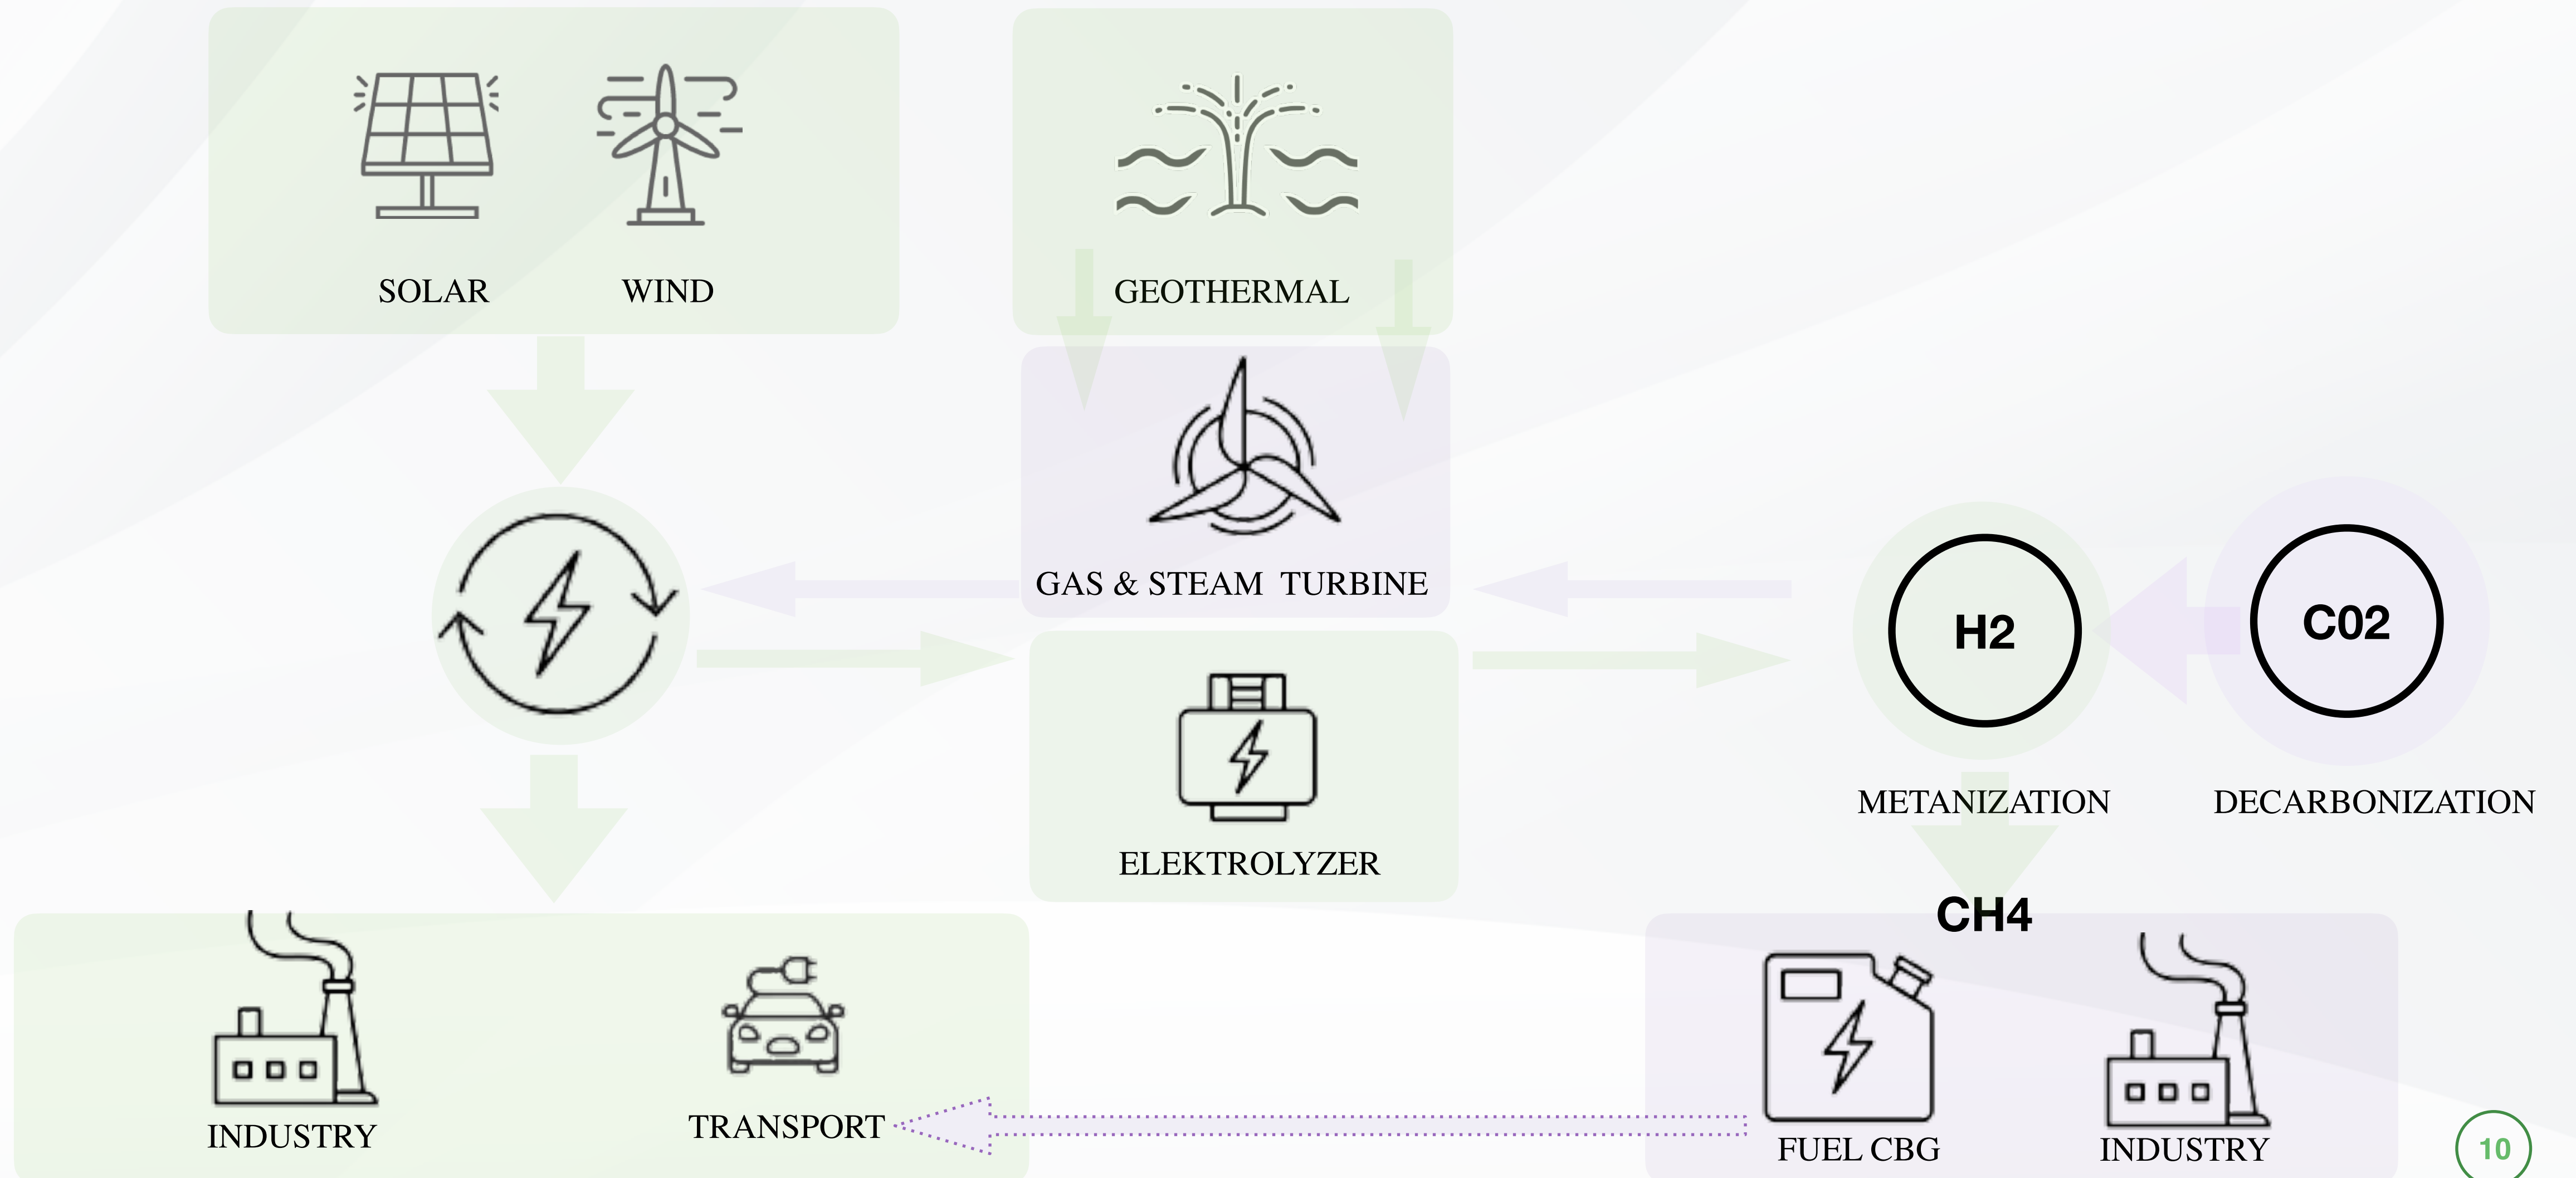 SOLAR
WIND
GEOTHERMAL
GAS & STEAM TURBINE
H2
C02
METANIZATION
DECARBONIZATION
ELEKTROLYZER
CH4
INDUSTRY
TRANSPORT
FUEL CBG
INDUSTRY
10